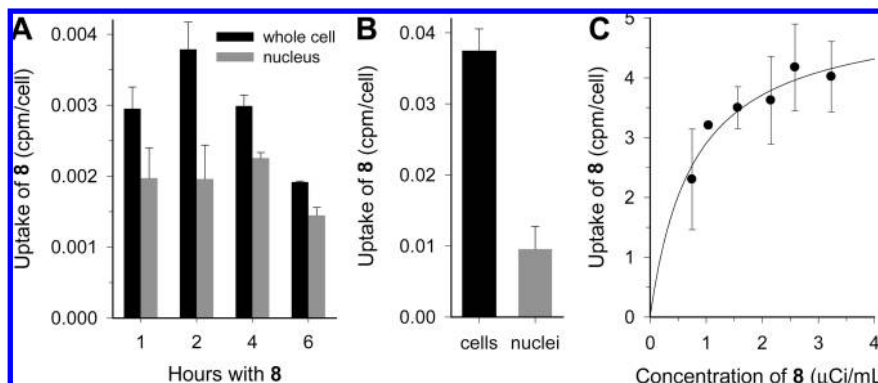 A
0.004
0.003
0.002
0.001
0.000
Uptake of 8 (cpm/cell)
whole cell
nucleus
1 2 4 6
Hours with 8
B
0.04
0.03
0.02
0.01
0.00
Uptake of 8 (cpm/cell)
cells nuclei
C
5
4
3
2
1
0
Uptake of 8 (cpm/cell)
0 1 2 3 4
Concentration of 8 (μCi/mL